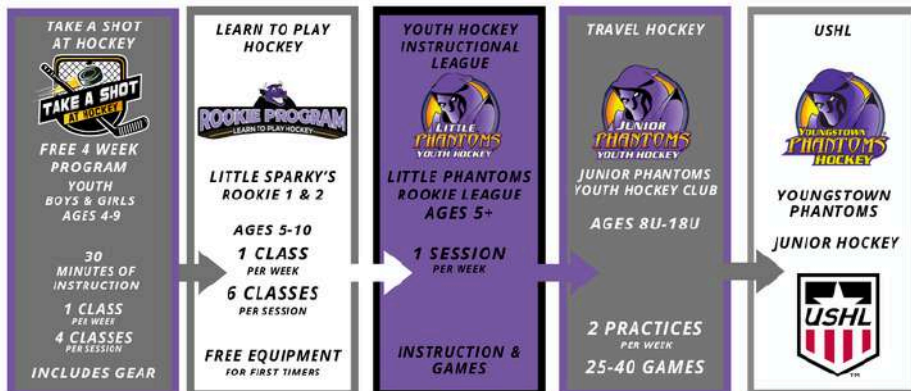 TAKE A SHOT
AT HOCKEY
TAKE A SHOT
AT HOCKEY
FREE 4 WEEK
PROGRAM
YOUTH
BOYS & GIRLS
AGES 4-9
30
MINUTES OF
INSTRUCTION
1 CLASS
PER WEEK
4 CLASSES
PER SESSION
INCLUDES GEAR
LEARN TO PLAY
HOCKEY
ROOKIE PROGRAM
LEARN TO PLAY HOCKEY
LITTLE SPARKY'S
ROOKIE 1 & 2
AGES 5-10
1 CLASS
PER WEEK
6 CLASSES
PER SESSION
FREE EQUIPMENT
FOR FIRST TIMERS
YOUTH HOCKEY
INSTRUCTIONAL
LEAGUE
LITTLE
PHANTOMS
YOUTH HOCKEY
LITTLE PHANTOMS
ROOKIE LEAGUE
AGES 5+
1 SESSION
PER WEEK
INSTRUCTION &
GAMES
TRAVEL HOCKEY
JUNIOR
PHANTOMS
YOUTH HOCKEY
JUNIOR PHANTOMS
YOUTH HOCKEY CLUB
AGES 8U-18U
2 PRACTICES
PER WEEK
25-40 GAMES
USHL
YOUNGSTOWN
PHANTOMS
HOCKEY
YOUNGSTOWN
PHANTOMS
JUNIOR HOCKEY
USHL
TM